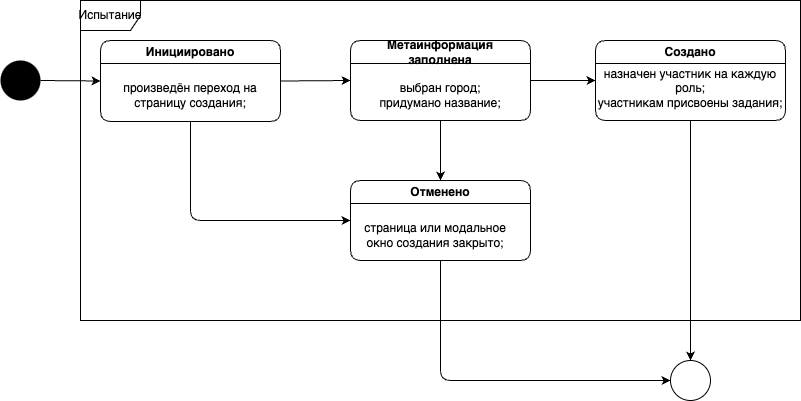 Испытание
Инициировано
произведён переход на
страницу создания;
Метаинформация
заполнена
выбран город;
придумано название;
Создано
назначен участник на каждую
роль;
участникам присвоены задания;
Отменено
страница или модальное
окно создания закрыто;